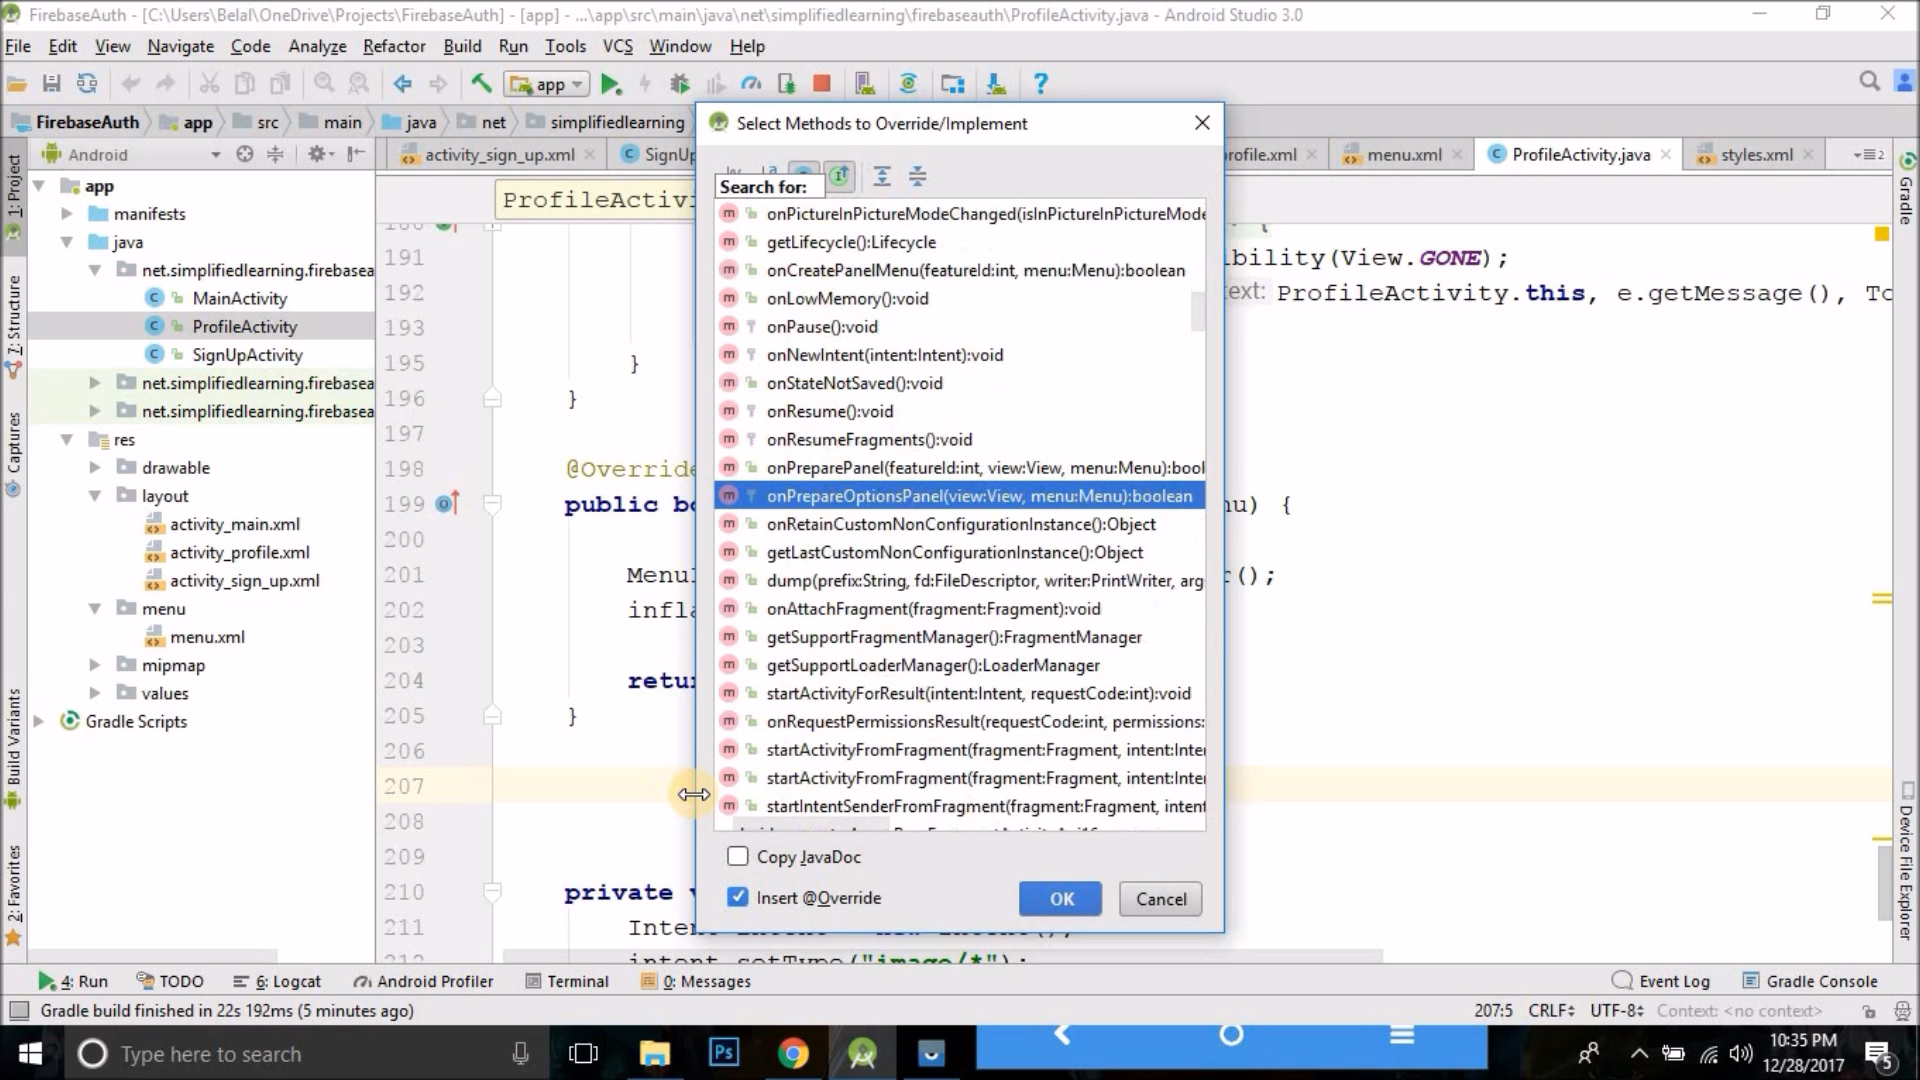 FirebaseAuth - [C:\Users\Belal\OneDrive\Projects\FirebaseAuth] - [app] - ...\app\src\main\java\net\simplifiedlearning\firebaseauth\ProfileActivity.java - Android Studio 3.0
File Edit View Navigate Code Analyze Refactor Build Run Tools VCS Window Help
app
FirebaseAuth app src main java net simplifiedlearning
Select Methods to Override/Implement
Android
activity_sign_up.xml
rofile.xml menu.xml ProfileActivity.java styles.xml
2
Search for:
ProfileActivi
1: Project
7: Structure
Captures
Build Variants
2: Favorites
Gradle
Device File Explorer
app
manifests
java
net.simplifiedlearning.firebasea
MainActivity
ProfileActivity
SignUpActivity
net.simplifiedlearning.firebasea
net.simplifiedlearning.firebasea
res
drawable
layout
activity_main.xml
activity_profile.xml
activity_sign_up.xml
menu
menu.xml
mipmap
values
Gradle Scripts
191 ibility(View.GONE);
192 text: ProfileActivity.this, e.getMessage(), To
193
195 }
196 }
197
198 @Override
199 public bo nu) {
200
201 MenuI r();
202 infla
203
204 retur
205 }
206
207
208
209
210 private v
211
intent.setType("image/*");
onPictureInPictureModeChanged(isInPictureInPictureMode
getLifecycle():Lifecycle
onCreatePanelMenu(featureId:int, menu:Menu):boolean
onLowMemory():void
onPause():void
onNewIntent(intent:Intent):void
onStateNotSaved():void
onResume():void
onResumeFragments():void
onPreparePanel(featureId:int, view:View, menu:Menu):bool
onPrepareOptionsPanel(view:View, menu:Menu):boolean
onRetainCustomNonConfigurationInstance():Object
getLastCustomNonConfigurationInstance():Object
dump(prefix:String, fd:FileDescriptor, writer:PrintWriter, arg
onAttachFragment(fragment:Fragment):void
getSupportFragmentManager():FragmentManager
getSupportLoaderManager():LoaderManager
startActivityForResult(intent:Intent, requestCode:int):void
onRequestPermissionsResult(requestCode:int, permissions:
startActivityFromFragment(fragment:Fragment, intent:Inte
startActivityFromFragment(fragment:Fragment, intent:Inte
startIntentSenderFromFragment(fragment:Fragment, intent
Copy JavaDoc
Insert @Override
OK Cancel
4: Run TODO 6: Logcat Android Profiler Terminal 0: Messages Event Log Gradle Console
Gradle build finished in 22s 192ms (5 minutes ago) 207:5 CRLF UTF-8 Context: <no context>
Type here to search
Ps
10:35 PM
12/28/2017
5